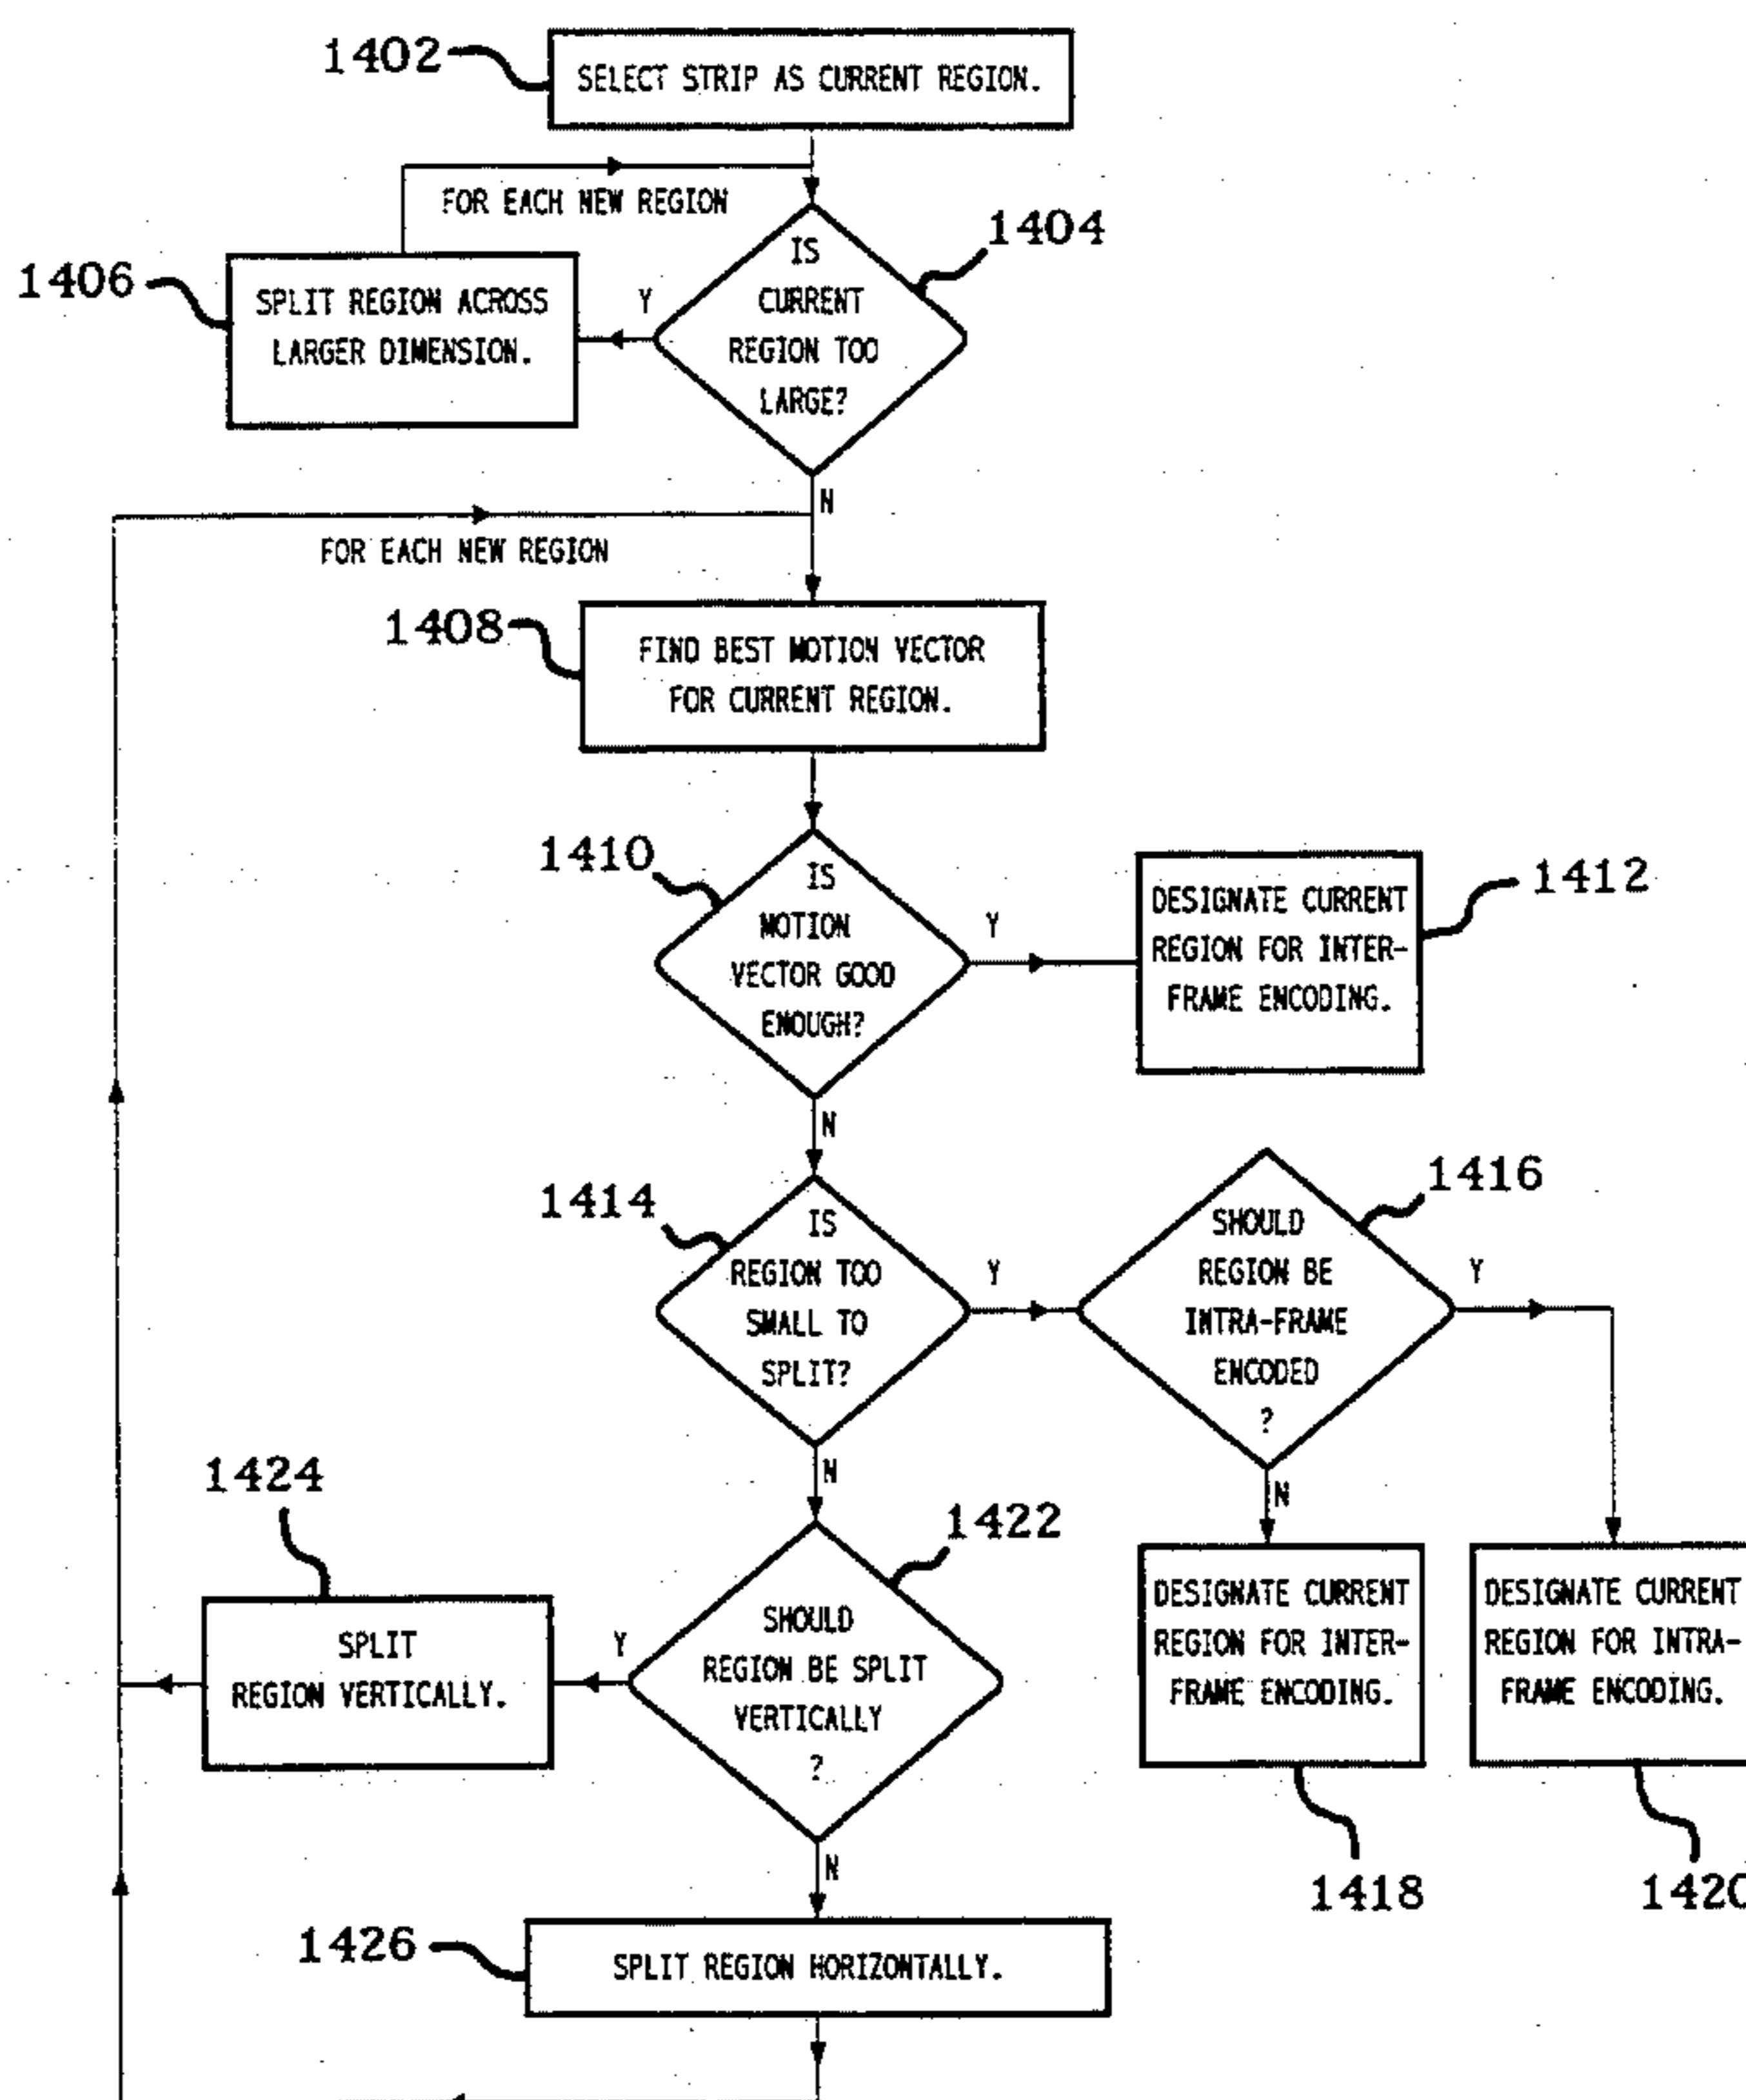 1402
SELECT STRIP AS CURRENT REGION.
FOR EACH NEW REGION
1404
IS
CURRENT
REGION TOO
LARGE?
1406
SPLIT REGION ACROSS
LARGER DIMENSION.
Y
N
FOR EACH NEW REGION
1408
FIND BEST MOTION VECTOR
FOR CURRENT REGION.
1410
IS
MOTION
VECTOR GOOD
ENOUGH?
Y
1412
DESIGNATE CURRENT
REGION FOR INTER-
FRAME ENCODING.
N
1414
IS
REGION TOO
SMALL TO
SPLIT?
Y
1416
SHOULD
REGION BE
INTRA-FRAME
ENCODED
?
Y
N
N
1424
SPLIT
REGION VERTICALLY.
Y
1422
SHOULD
REGION BE SPLIT
VERTICALLY
?
DESIGNATE CURRENT
REGION FOR INTER-
FRAME ENCODING.
1418
DESIGNATE CURRENT
REGION FOR INTRA-
FRAME ENCODING.
1420
N
1426
SPLIT REGION HORIZONTALLY.